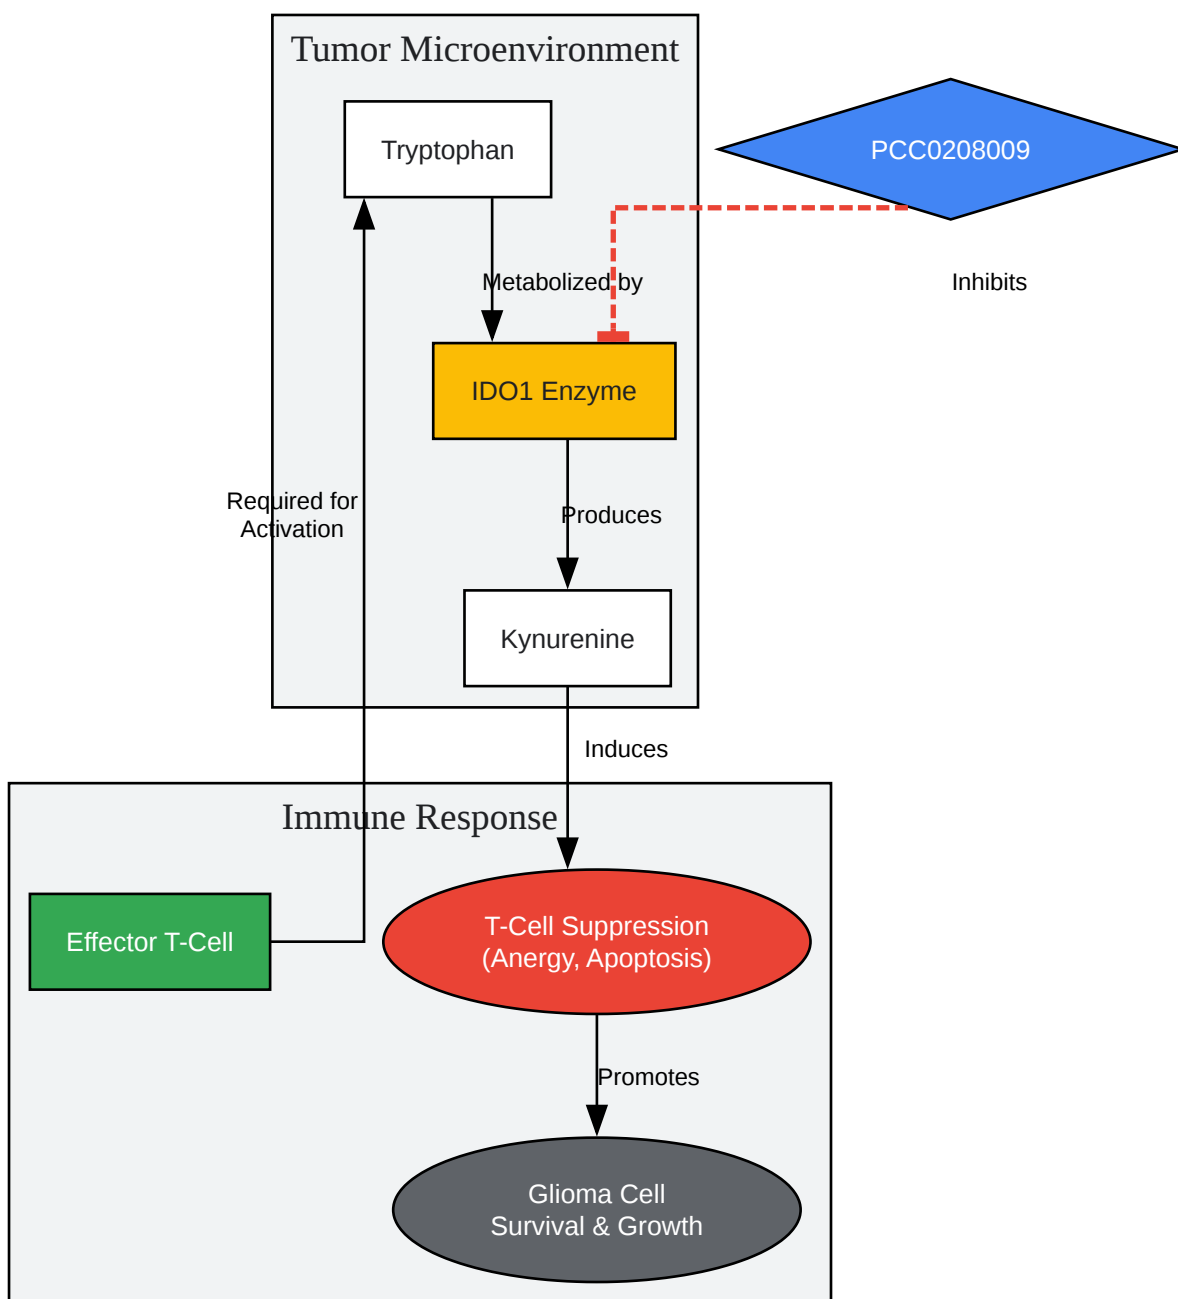 Tumor Microenvironment
Tryptophan
PCC0208009
Metabolized by
Inhibits
IDO1 Enzyme
Required for
Activation
Produces
Kynurenine
Induces
Immune Response
Effector T-Cell
T-Cell Suppression
(Anergy, Apoptosis)
Promotes
Glioma Cell
Survival & Growth